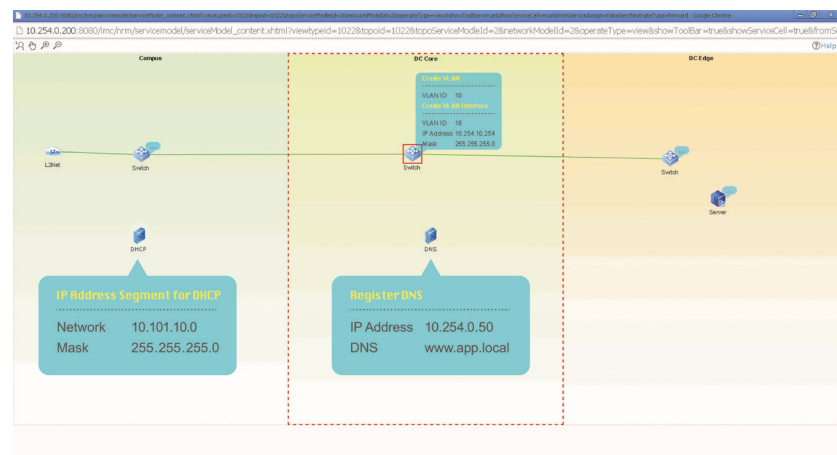 10.254.0.200:8080/imc/nrm/servicemodel/serviceModel_content.xhtml?viewtypeid=1022&topoid=1022&topoServiceModleId=2&networkModelId=2&operateType=view&showToolBar=true&showServiceCell=true&fromS
Help
Campus
DC Core
DC Edge
Create VLAN
VLAN ID 10
Create VLAN Interface
VLAN ID 10
IP Address 10.254.10.254
Mask 255.255.255.0
L2Net
Switch
Switch
Switch
Server
DHCP
DNS
IP Address Segment for DHCP
Network 10.101.10.0
Mask 255.255.255.0
Register DNS
IP Address 10.254.0.50
DNS www.app.local